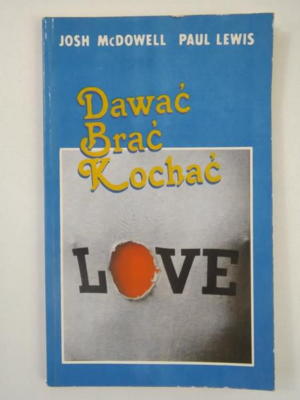 JOSH McDOWELL PAUL LEWIS
Dawać
Brać
Kochać
LOVE